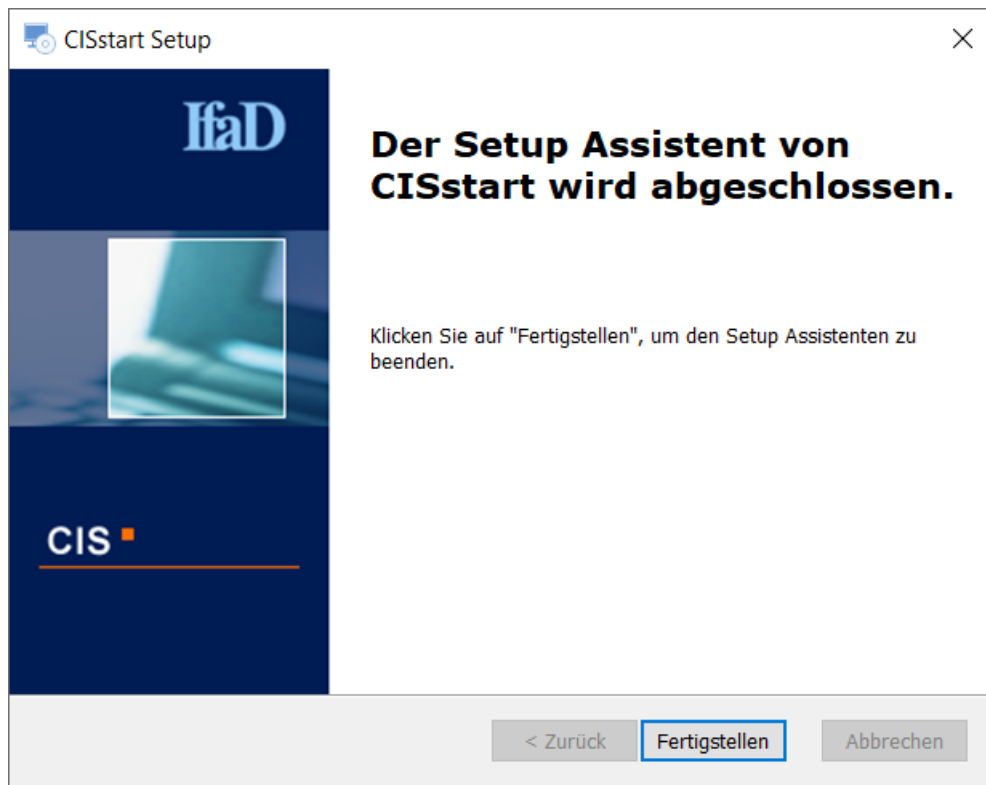 CISstart Setup
IfaD
Der Setup Assistent von
CISstart wird abgeschlossen.
Klicken Sie auf "Fertigstellen", um den Setup Assistenten zu
beenden.
CIS
< Zurück Fertigstellen Abbrechen